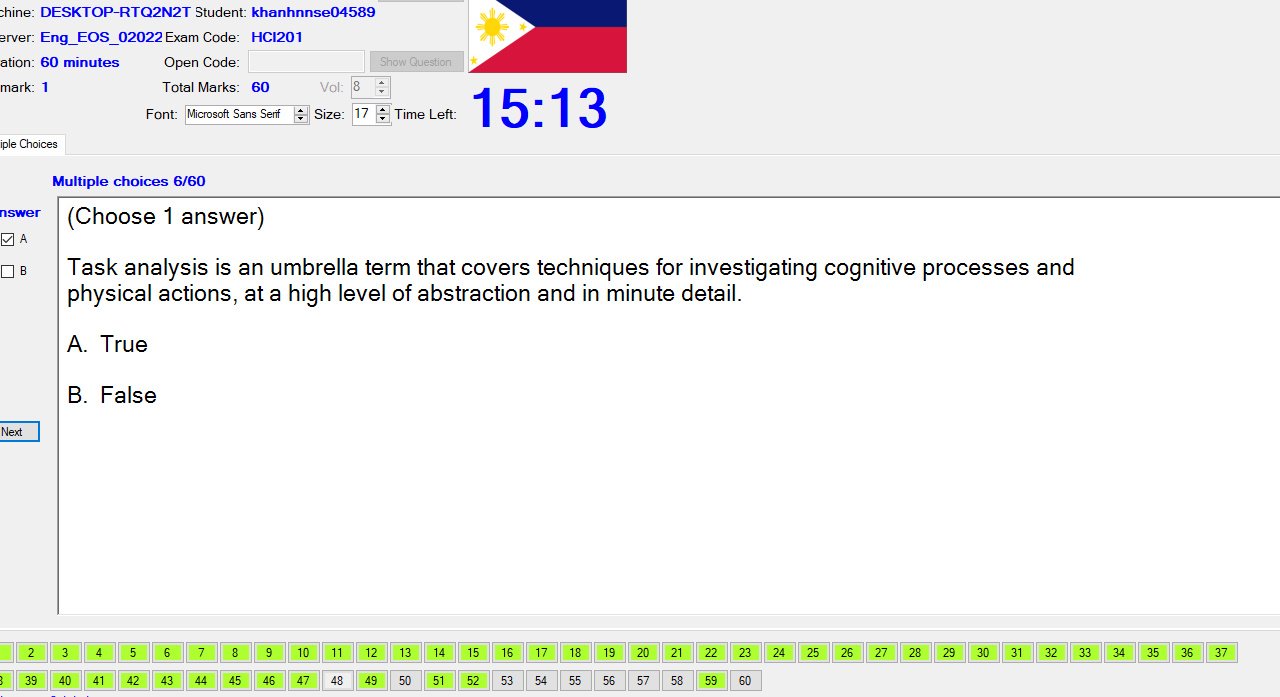 chine: DESKTOP-RTQ2N2T Student: khanhnnse04589
erver: Eng_EOS_02022 Exam Code: HCI201
ation: 60 minutes Open Code: Show Question
mark: 1 Total Marks: 60 Vol: 8
Font: Microsoft Sans Serif Size: 17 Time Left: 15:13
iple Choices
Multiple choices 6/60
nswer
A
B
(Choose 1 answer)
Task analysis is an umbrella term that covers techniques for investigating cognitive processes and
physical actions, at a high level of abstraction and in minute detail.
A. True
B. False
Next
2 3 4 5 6 7 8 9 10 11 12 13 14 15 16 17 18 19 20 21 22 23 24 25 26 27 28 29 30 31 32 33 34 35 36 37
39 40 41 42 43 44 45 46 47 48 49 50 51 52 53 54 55 56 57 58 59 60